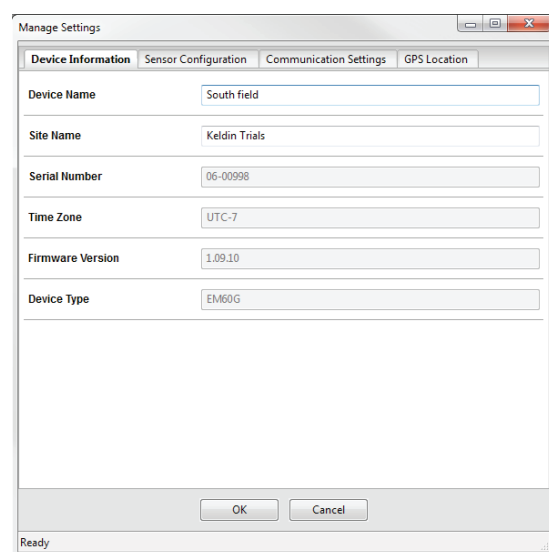 Manage Settings
Device Information Sensor Configuration Communication Settings GPS Location
Device Name South field
Site Name Keldin Trials
Serial Number 06-00998
Time Zone UTC-7
Firmware Version 1.09.10
Device Type EM60G
OK Cancel
Ready